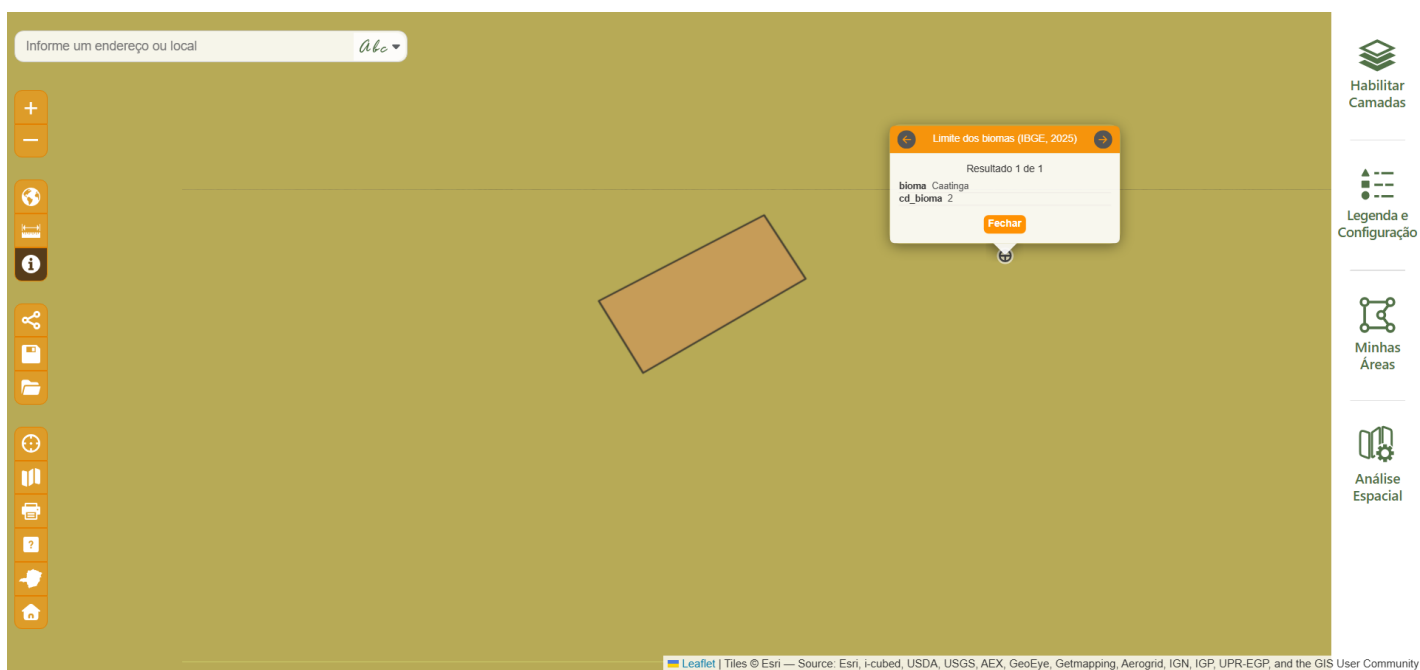 Informe um endereço ou local
Abc
Limite dos biomas (IBGE, 2025)
Resultado 1 de 1
bioma Caatinga
cd_bioma 2
Fechar
Habilitar
Camadas
Legenda e
Configuração
Minhas
Áreas
Análise
Espacial
Leaflet | Tiles © Esri — Source: Esri, i-cubed, USDA, USGS, AEX, GeoEye, Getmapping, Aerogrid, IGN, IGP, UPR-EGP, and the GIS User Community